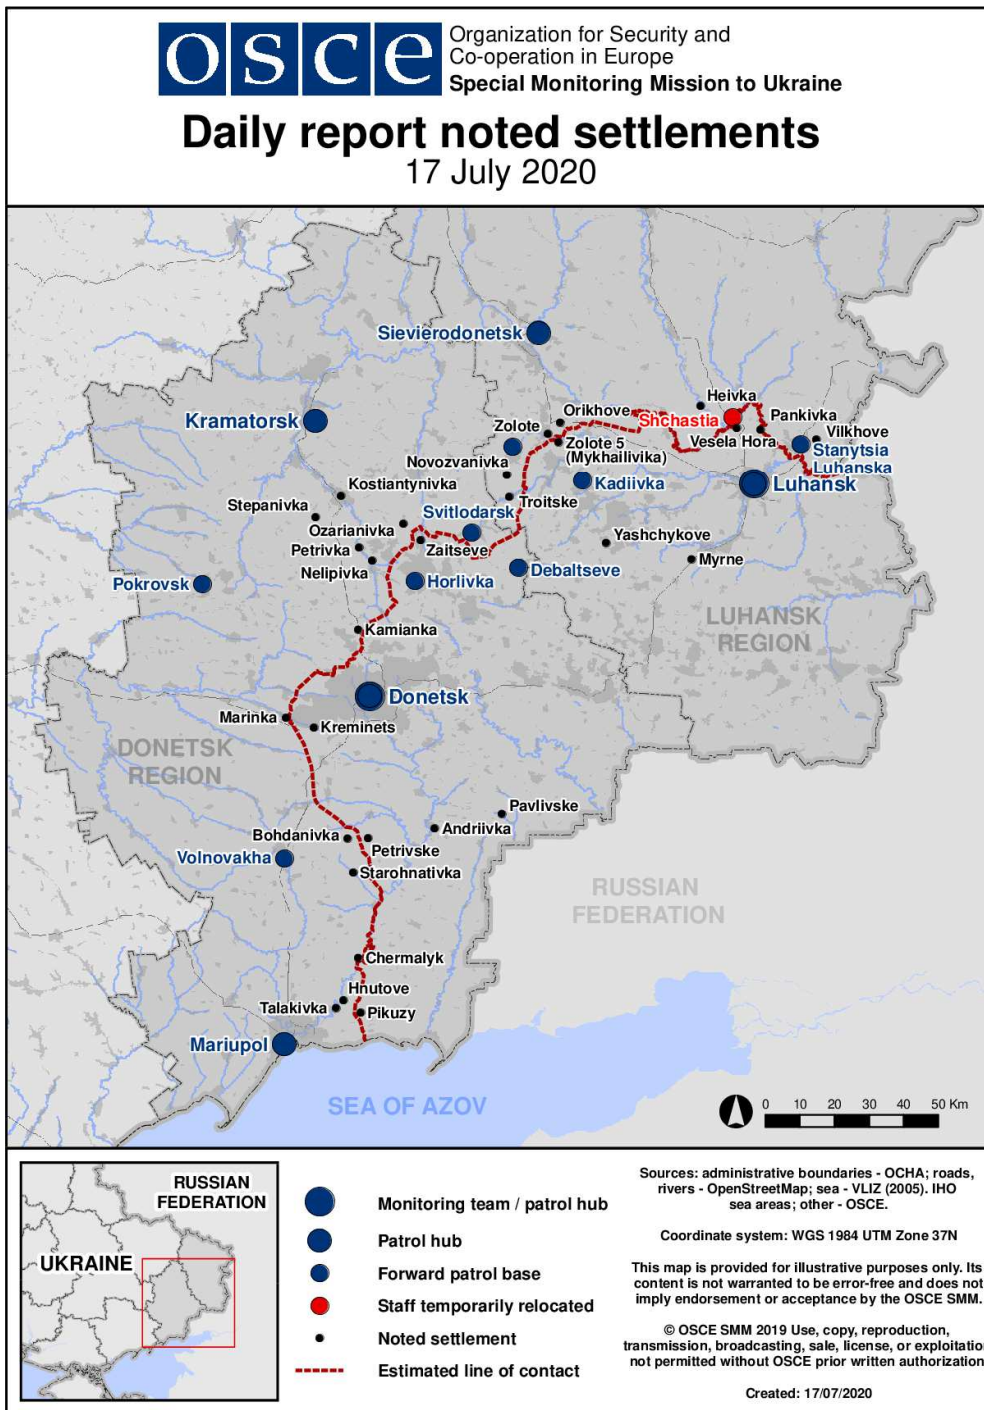 osce
Organization for Security and
Co-operation in Europe
Special Monitoring Mission to Ukraine
Daily report noted settlements
17 July 2020
Sievierodonetsk
Heivka
Kramatorsk
Orikhove
Shchastia
Pankivka
Zolote
Vilkhove
Vesela Hora
Zolote 5
(Mykhailivika)
Stanytsia
Luhanska
Novozvanivka
Kadiivka
Luhansk
Kostiantynivka
Stepanivka
Troitske
Svitlodarsk
Ozarianivka
Yashchykove
Zaitseve
Petrivka
Myrne
Nelipivka
Debaltseve
Pokrovsk
Horlivka
LUHANSK
REGION
Kamianka
Donetsk
Marinka
Kreminets
DONETSK
REGION
Pavlivske
Andriivka
Bohdanivka
Petrivske
Volnovakha
Starohnativka
RUSSIAN
FEDERATION
Chermalyk
Hnutove
Talakivka
Pikuzy
Mariupol
SEA OF AZOV
0 10 20 30 40 50 Km
RUSSIAN
FEDERATION
UKRAINE
Monitoring team / patrol hub
Patrol hub
Forward patrol base
Staff temporarily relocated
Noted settlement
Estimated line of contact
Sources: administrative boundaries - OCHA; roads,
rivers - OpenStreetMap; sea - VLIZ (2005). IHO
sea areas; other - OSCE.
Coordinate system: WGS 1984 UTM Zone 37N
This map is provided for illustrative purposes only. Its
content is not warranted to be error-free and does not
imply endorsement or acceptance by the OSCE SMM.
© OSCE SMM 2019 Use, copy, reproduction,
transmission, broadcasting, sale, license, or exploitation
not permitted without OSCE prior written authorization
Created: 17/07/2020